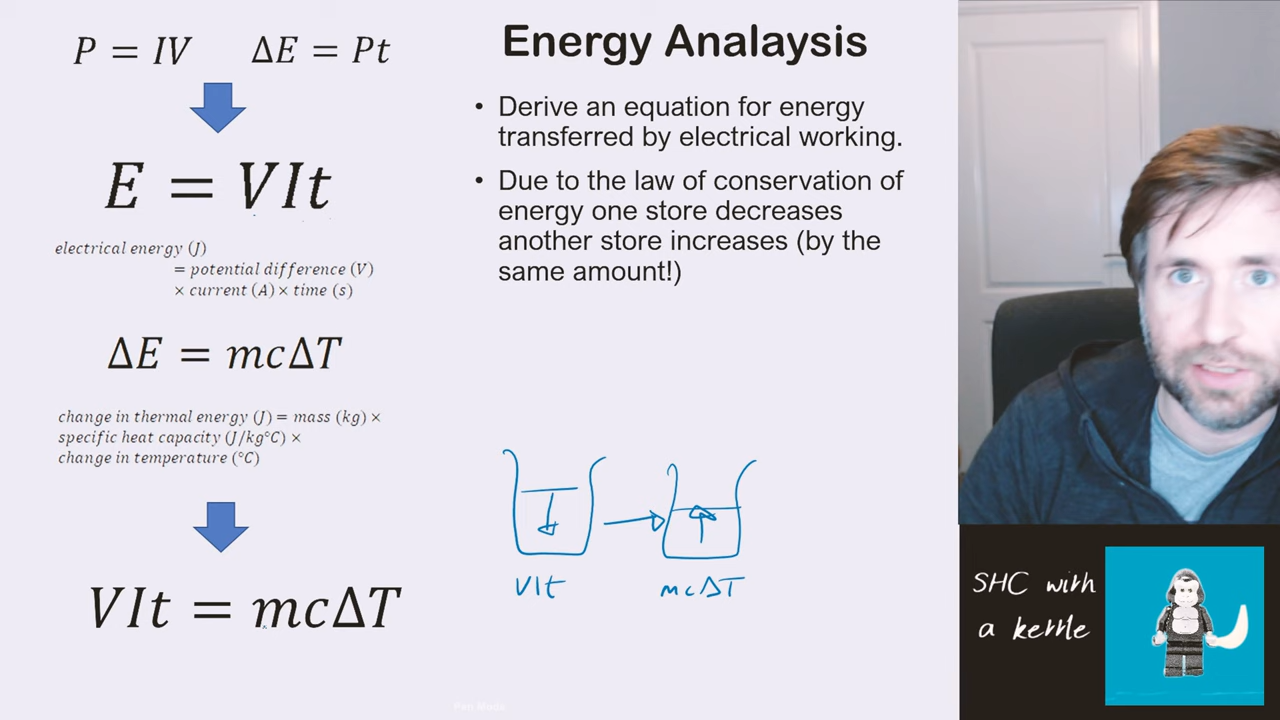 P = IV ΔE = Pt
E = VIt
electrical energy (J)
= potential difference (V)
× current (A) × time (s)
ΔE = mcΔT
change in thermal energy (J) = mass (kg) ×
specific heat capacity (J/kg°C) ×
change in temperature (°C)
VIt = mcΔT
Energy Analaysis
• Derive an equation for energy
transferred by electrical working.
• Due to the law of conservation of
energy one store decreases
another store increases (by the
same amount!)
VIt mcΔT
SHC with
a kettle
Pen Mode